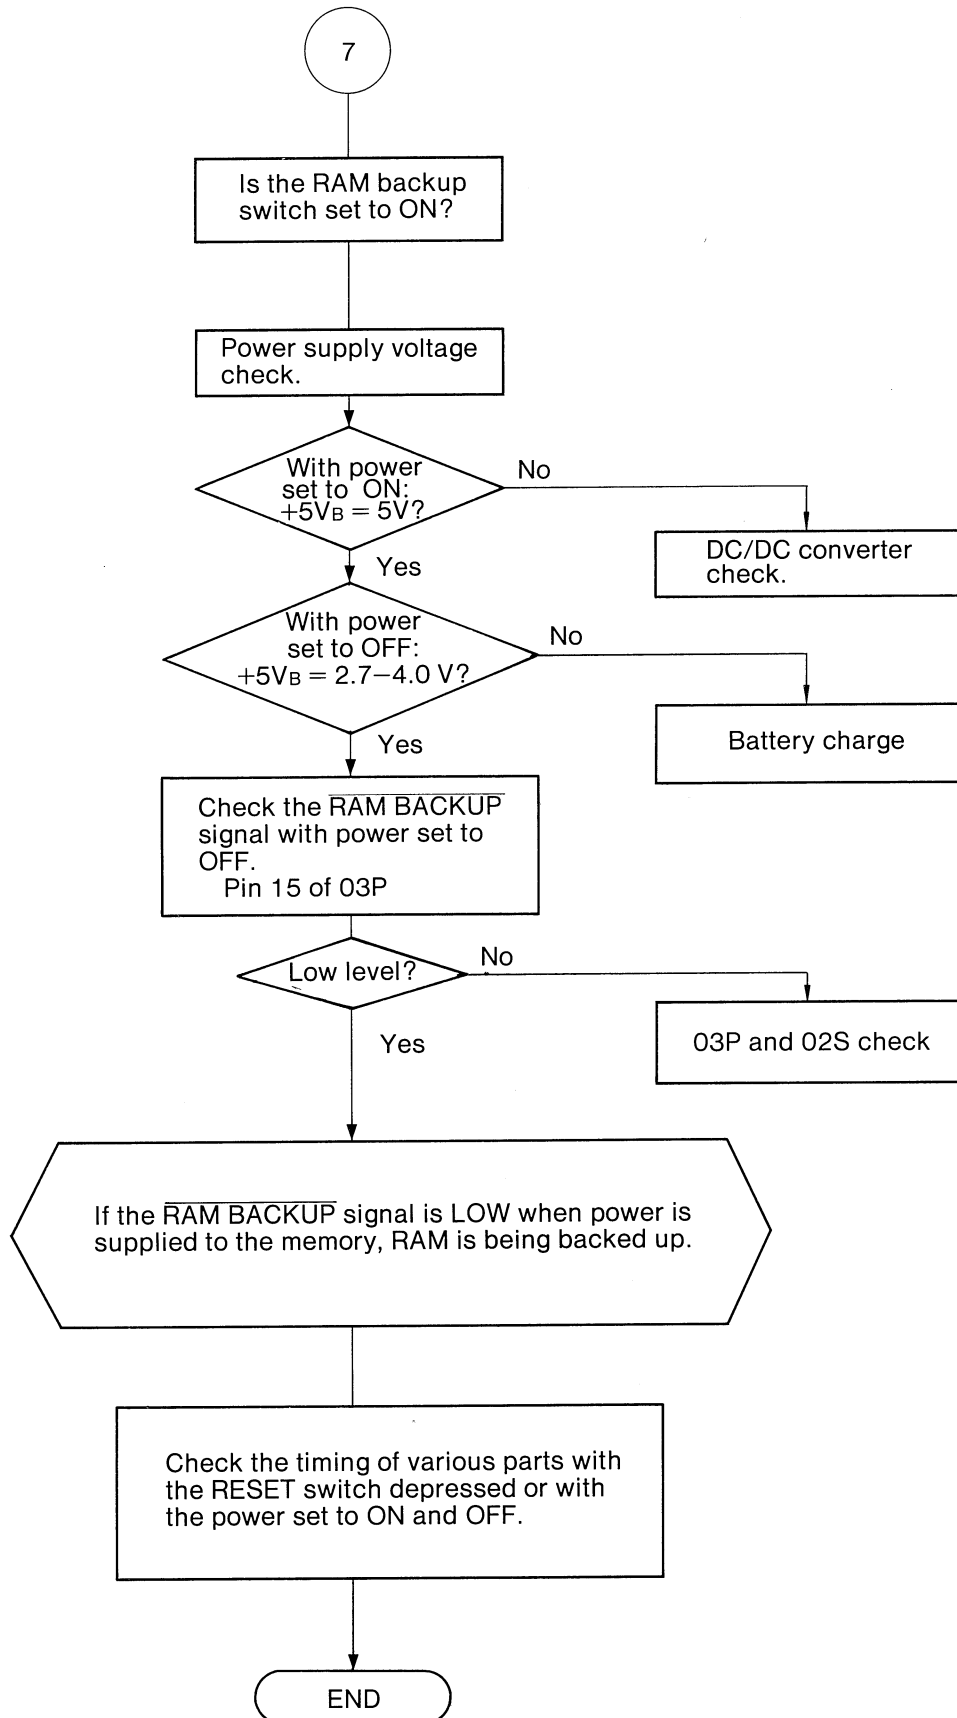 7
Is the RAM backup
switch set to ON?
Power supply voltage
check.
With power
set to ON:
+5VB = 5V?
No
DC/DC converter
check.
Yes
With power
set to OFF:
+5VB = 2.7–4.0 V?
No
Battery charge
Yes
Check the RAM BACKUP
signal with power set to
OFF.
Pin 15 of 03P
Low level?
No
03P and 02S check
Yes
If the RAM BACKUP signal is LOW when power is
supplied to the memory, RAM is being backed up.
Check the timing of various parts with
the RESET switch depressed or with
the power set to ON and OFF.
END